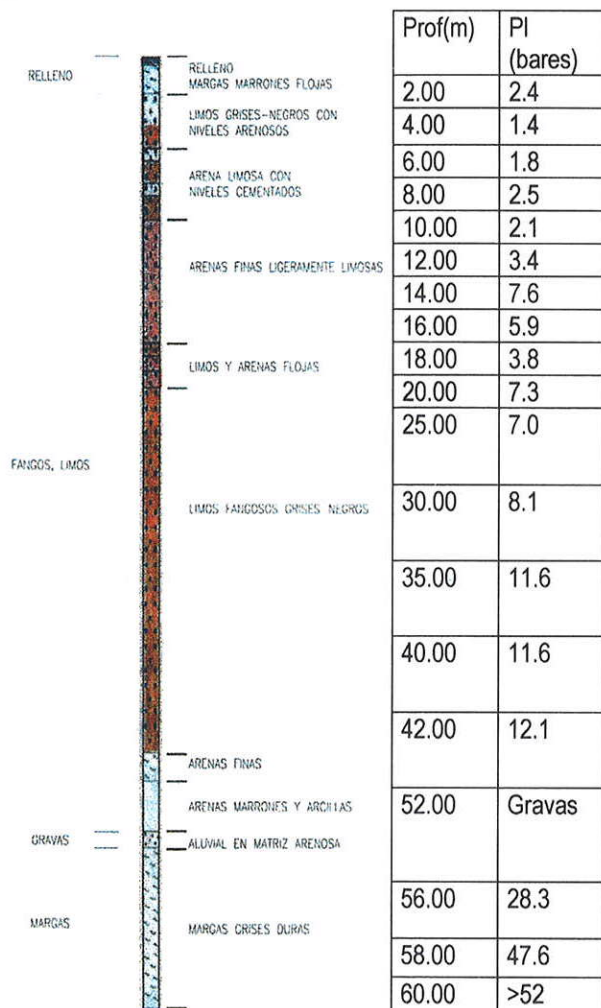 RELLENO
RELLENO
MARGAS MARRONES FLOJAS
LIMOS GRISES-NEGROS CON
NIVELES ARENOSOS
ARENA LIMOSA CON
NIVELES CEMENTADOS
ARENAS FINAS LIGERAMENTE LIMOSAS
LIMOS Y ARENAS FLOJAS
FANGOS, LIMOS
LIMOS FANGOSOS GRISES NEGROS
ARENAS FINAS
ARENAS MARRONES Y ARCILLAS
GRAVAS
ALUVIAL EN MATRIZ ARENOSA
MARGAS
MARGAS GRISES DURAS
Prof(m) PI
(bares)
2.00 2.4
4.00 1.4
6.00 1.8
8.00 2.5
10.00 2.1
12.00 3.4
14.00 7.6
16.00 5.9
18.00 3.8
20.00 7.3
25.00 7.0
30.00 8.1
35.00 11.6
40.00 11.6
42.00 12.1
52.00 Gravas
56.00 28.3
58.00 47.6
60.00 >52